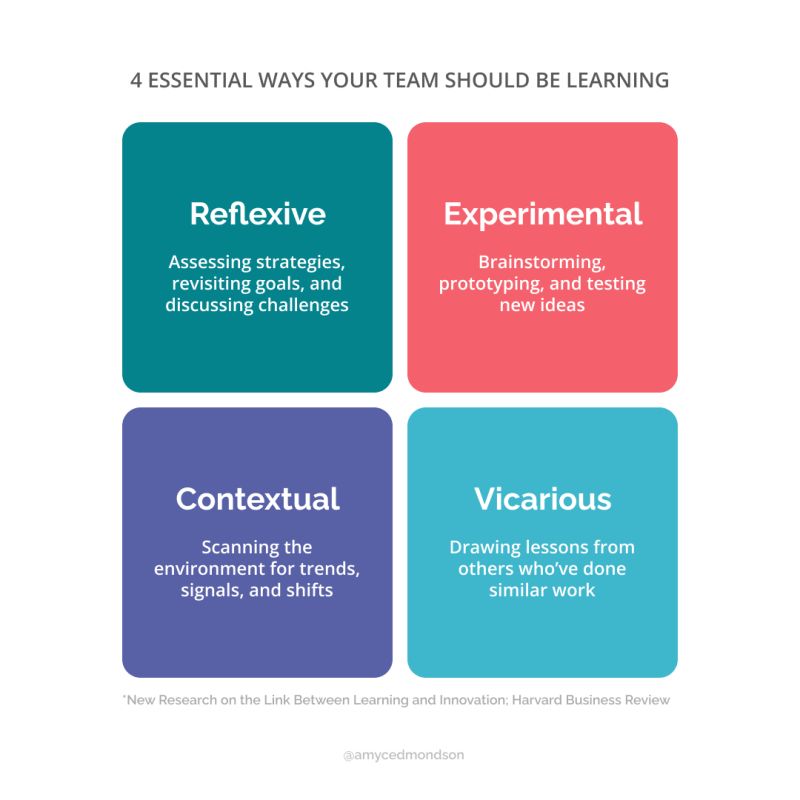 4 ESSENTIAL WAYS YOUR TEAM SHOULD BE LEARNING
Reflexive
Assessing strategies,
revisiting goals, and
discussing challenges
Experimental
Brainstorming,
prototyping, and testing
new ideas
Contextual
Scanning the
environment for trends,
signals, and shifts
Vicarious
Drawing lessons from
others who’ve done
similar work
*New Research on the Link Between Learning and Innovation; Harvard Business Review
@amycedmondson